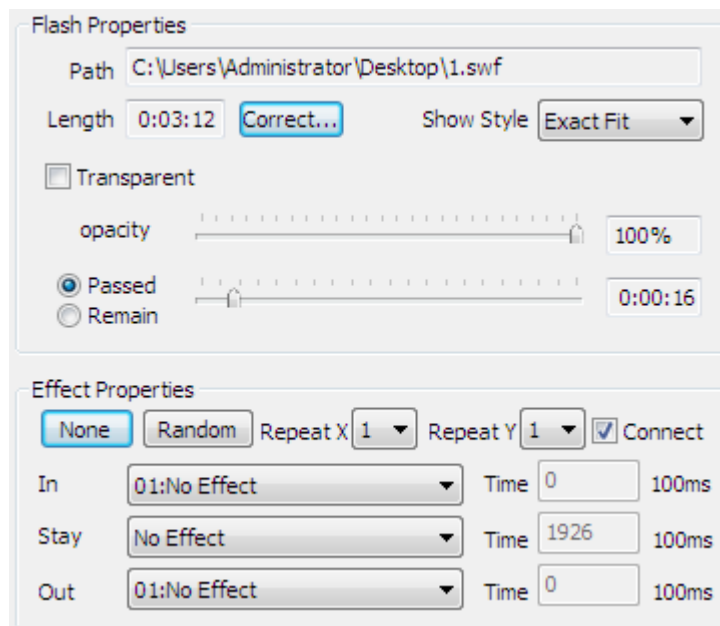 Flash Properties
Path C:\Users\Administrator\Desktop\1.swf
Length 0:03:12 Correct... Show Style Exact Fit
Transparent
opacity 100%
Passed
Remain 0:00:16
Effect Properties
None Random Repeat X 1 Repeat Y 1 Connect
In 01:No Effect Time 0 100ms
Stay No Effect Time 1926 100ms
Out 01:No Effect Time 0 100ms